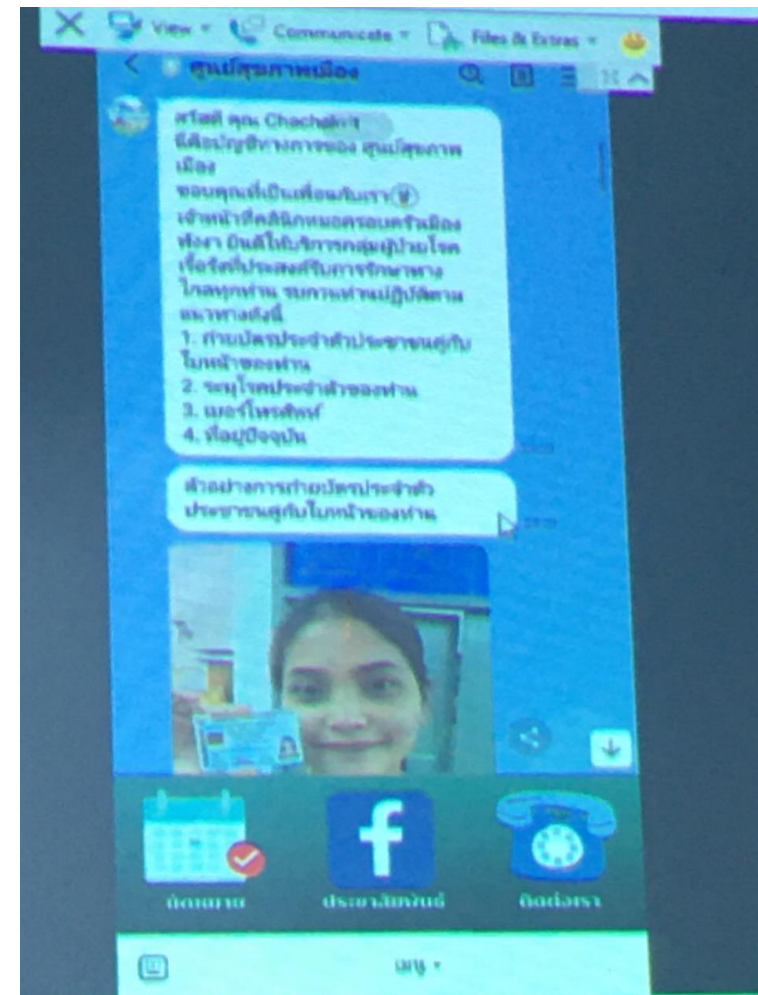 View
Communicate
Files & Extras
ศูนย์สุขภาพเมือง
สวัสดี คุณ
นี่คือบัญชีทางการของ ศูนย์สุขภาพ
เมือง
ขอบคุณที่เป็นเพื่อนกับเรา
เจ้าหน้าที่คลินิกหมอครอบครัวเมือง
พังงา ยินดีให้บริการกลุ่มผู้ป่วยโรค
เรื้อรังที่ประสงค์รับการรักษาทาง
ไกลทุกท่าน รบกวนท่านปฏิบัติตาม
แนวทางดังนี้
1. ถ่ายบัตรประจำตัวประชาชนคู่กับ
ใบหน้าของท่าน
2. ระบุโรคประจำตัวของท่าน
3. เบอร์โทรศัพท์
4. ที่อยู่ปัจจุบัน
ตัวอย่างการถ่ายบัตรประจำตัว
ประชาชนคู่กับใบหน้าของท่าน
ประชาสัมพันธ์
ติดต่อเรา
เมนู